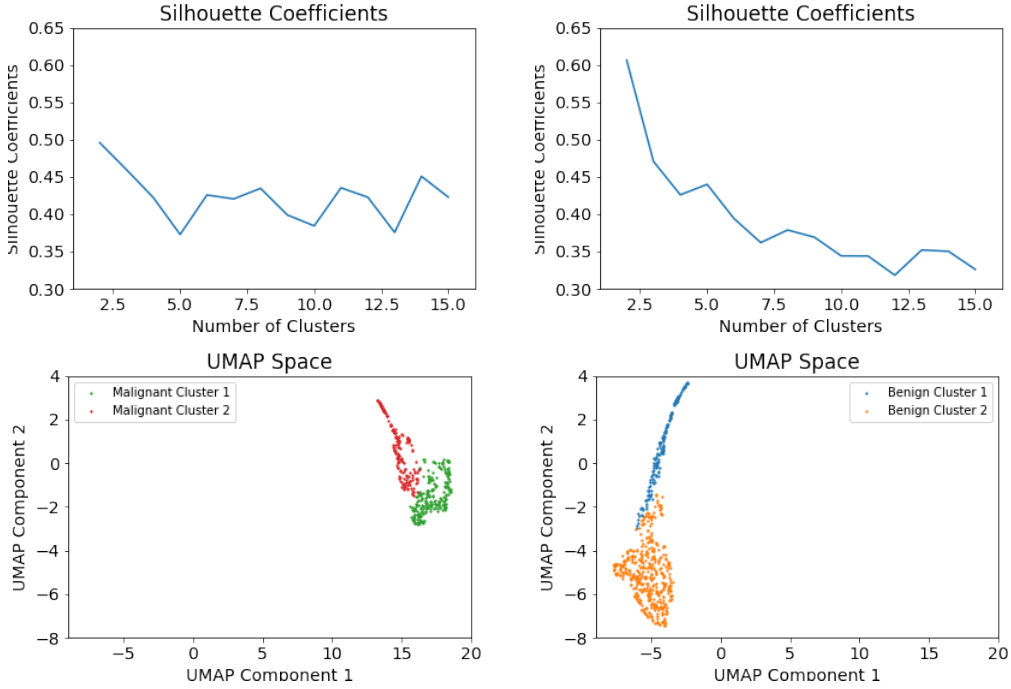 Silhouette Coefficients
0.65
0.60
0.55
0.50
0.45
0.40
0.35
0.30
Silhouette Coefficients
2.5 5.0 7.5 10.0 12.5 15.0
Number of Clusters
Silhouette Coefficients
0.65
0.60
0.55
0.50
0.45
0.40
0.35
0.30
Silhouette Coefficients
2.5 5.0 7.5 10.0 12.5 15.0
Number of Clusters
UMAP Space
Malignant Cluster 1
Malignant Cluster 2
4
2
0
−2
−4
−6
−8
UMAP Component 2
−5 0 5 10 15 20
UMAP Component 1
UMAP Space
Benign Cluster 1
Benign Cluster 2
4
2
0
−2
−4
−6
−8
UMAP Component 2
−5 0 5 10 15 20
UMAP Component 1